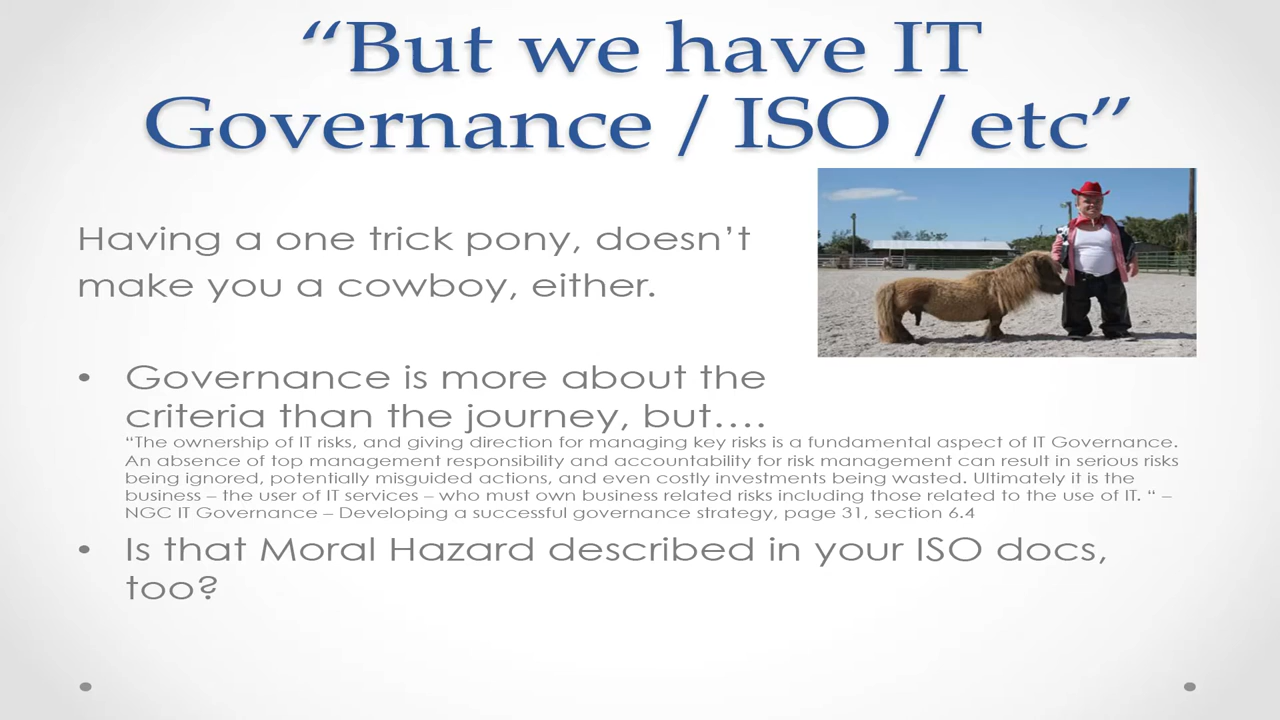 “But we have IT
Governance / ISO / etc”
Having a one trick pony, doesn’t
make you a cowboy, either.
• Governance is more about the
criteria than the journey, but….
“The ownership of IT risks, and giving direction for managing key risks is a fundamental aspect of IT Governance.
An absence of top management responsibility and accountability for risk management can result in serious risks
being ignored, potentially misguided actions, and even costly investments being wasted. Ultimately it is the
business – the user of IT services – who must own business related risks including those related to the use of IT. “ –
NGC IT Governance – Developing a successful governance strategy, page 31, section 6.4
• Is that Moral Hazard described in your ISO docs,
too?